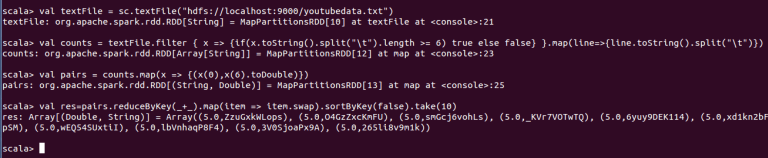 scala> val textFile = sc.textFile("hdfs://localhost:9000/youtubedata.txt")
textFile: org.apache.spark.rdd.RDD[String] = MapPartitionsRDD[10] at textFile at <console>:21
scala> val counts = textFile.filter { x => {if(x.toString().split("\t").length >= 6) true else false} }.map(line=>{line.toString().split("\t")})
counts: org.apache.spark.rdd.RDD[Array[String]] = MapPartitionsRDD[12] at map at <console>:23
scala> val pairs = counts.map(x => {(x(0),x(6).toDouble)})
pairs: org.apache.spark.rdd.RDD[(String, Double)] = MapPartitionsRDD[13] at map at <console>:25
scala> val res=pairs.reduceByKey(_+_).map(item => item.swap).sortByKey(false).take(10)
res: Array[(Double, String)] = Array((5.0,ZzuGxkWLops), (5.0,O4GzZxcKmFU), (5.0,smGcj6vohLs), (5.0,_KVr7VOTwTQ), (5.0,6yuy9DEK114), (5.0,xd1kn2bF
pSM), (5.0,wEQS4SUxtiI), (5.0,lbVnhaqP8F4), (5.0,3V0SjoaPx9A), (5.0,265li8v9m1k))
scala>